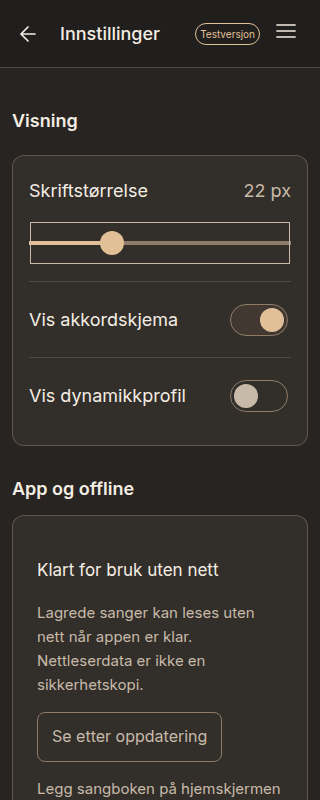 Innstillinger
Testversjon
Visning
Skriftstørrelse 22 px
Vis akkordskjema
Vis dynamikkprofil
App og offline
Klart for bruk uten nett
Lagrede sanger kan leses uten
nett når appen er klar.
Nettleserdata er ikke en
sikkerhetskopi.
Se etter oppdatering
Legg sangboken på hjemskjermen